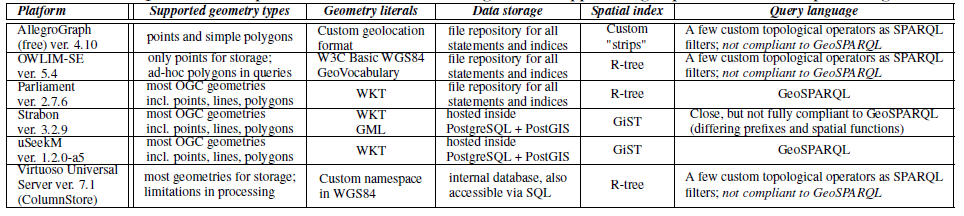 Platform Supported geometry types Geometry literals Data storage Spatial index Query language
AllegroGraph (free) ver. 4.10
points and simple polygons
Custom geolocation format
file repository for all statements and indices
Custom "strips"
A few custom topological operators as SPARQL filters; not compliant to GeoSPARQL
OWLIM-SE ver. 5.4
only points for storage; ad-hoc polygons in queries
W3C Basic WGS84 GeoVocabulary
file repository for all statements and indices
R-tree
A few custom topological operators as SPARQL filters; not compliant to GeoSPARQL
Parliament ver. 2.7.6
most OGC geometries incl. points, lines, polygons
WKT
file repository for all statements and indices
R-tree
GeoSPARQL
Strabon ver. 3.2.9
most OGC geometries incl. points, lines, polygons
WKT GML
hosted inside PostgreSQL + PostGIS
GiST
Close, but not fully compliant to GeoSPARQL (differing prefixes and spatial functions)
uSeekM ver. 1.2.0-a5
most OGC geometries incl. points, lines, polygons
WKT
hosted inside PostgreSQL + PostGIS
GiST
GeoSPARQL
Virtuoso Universal Server ver. 7.1 (ColumnStore)
most geometries for storage; limitations in processing
Custom namespace in WGS84
internal database, also accessible via SQL
R-tree
A few custom topological operators as SPARQL filters; not compliant to GeoSPARQL